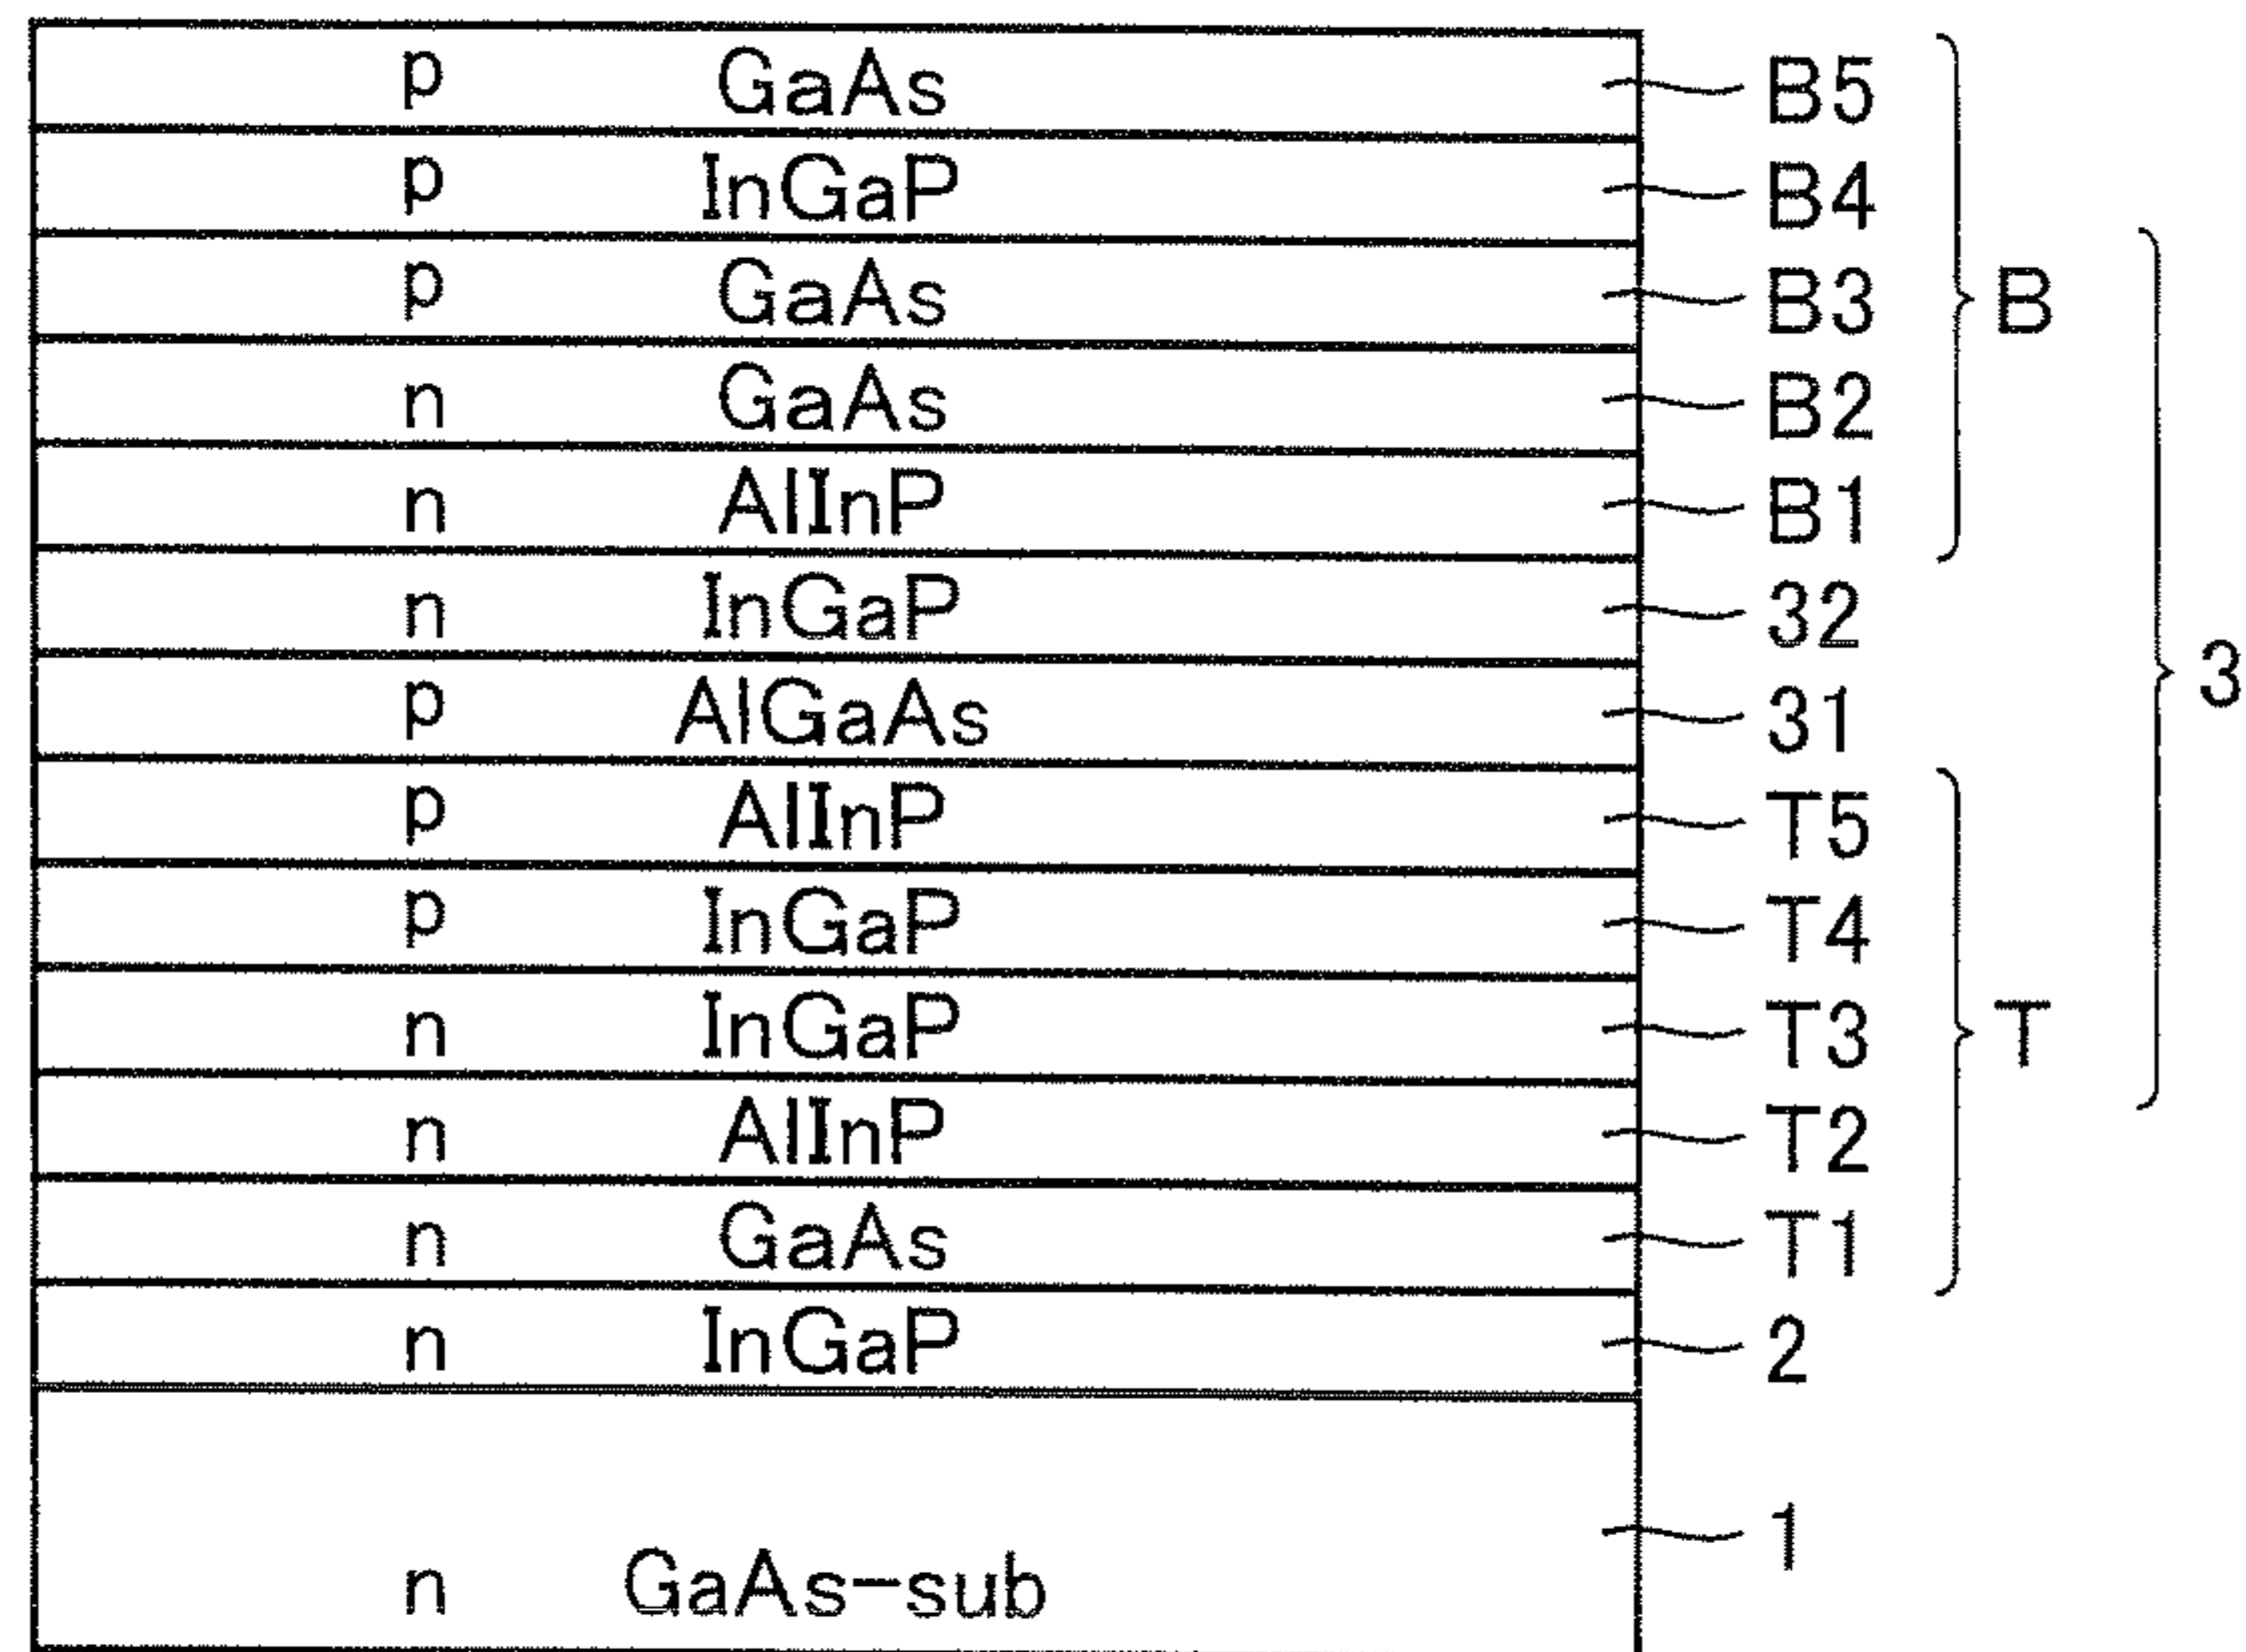 p GaAs B5
p InGaP B4
p GaAs B3
B
n GaAs B2
n AlInP B1
n InGaP 32
3
p AlGaAs 31
p AlInP T5
p InGaP T4
n InGaP T3
T
n AlInP T2
n GaAs T1
n InGaP 2
1
n GaAs-sub